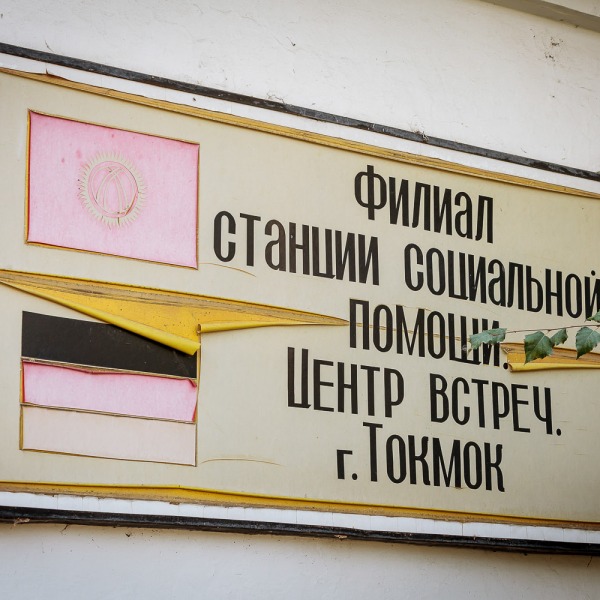 Филиал
станции социальной
помощи.
Центр встреч.
г. Токмок